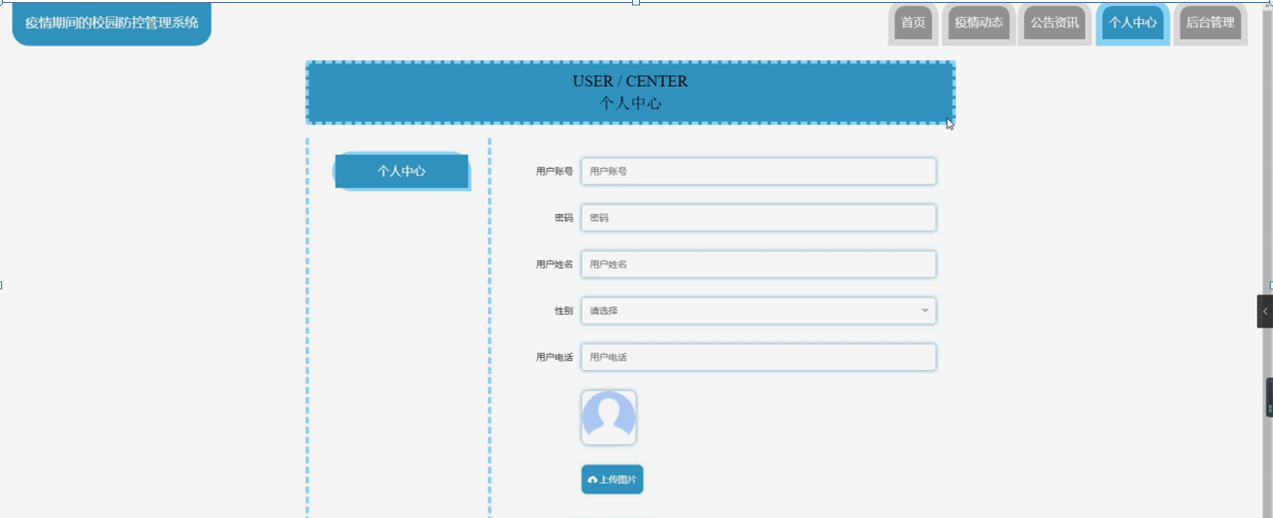 疫情期间的校园防控管理系统
首页 疫情动态 公告资讯 个人中心 后台管理
USER / CENTER
个人中心
个人中心
用户账号 用户账号
密码 密码
用户姓名 用户姓名
性别 请选择
用户电话 用户电话
上传图片